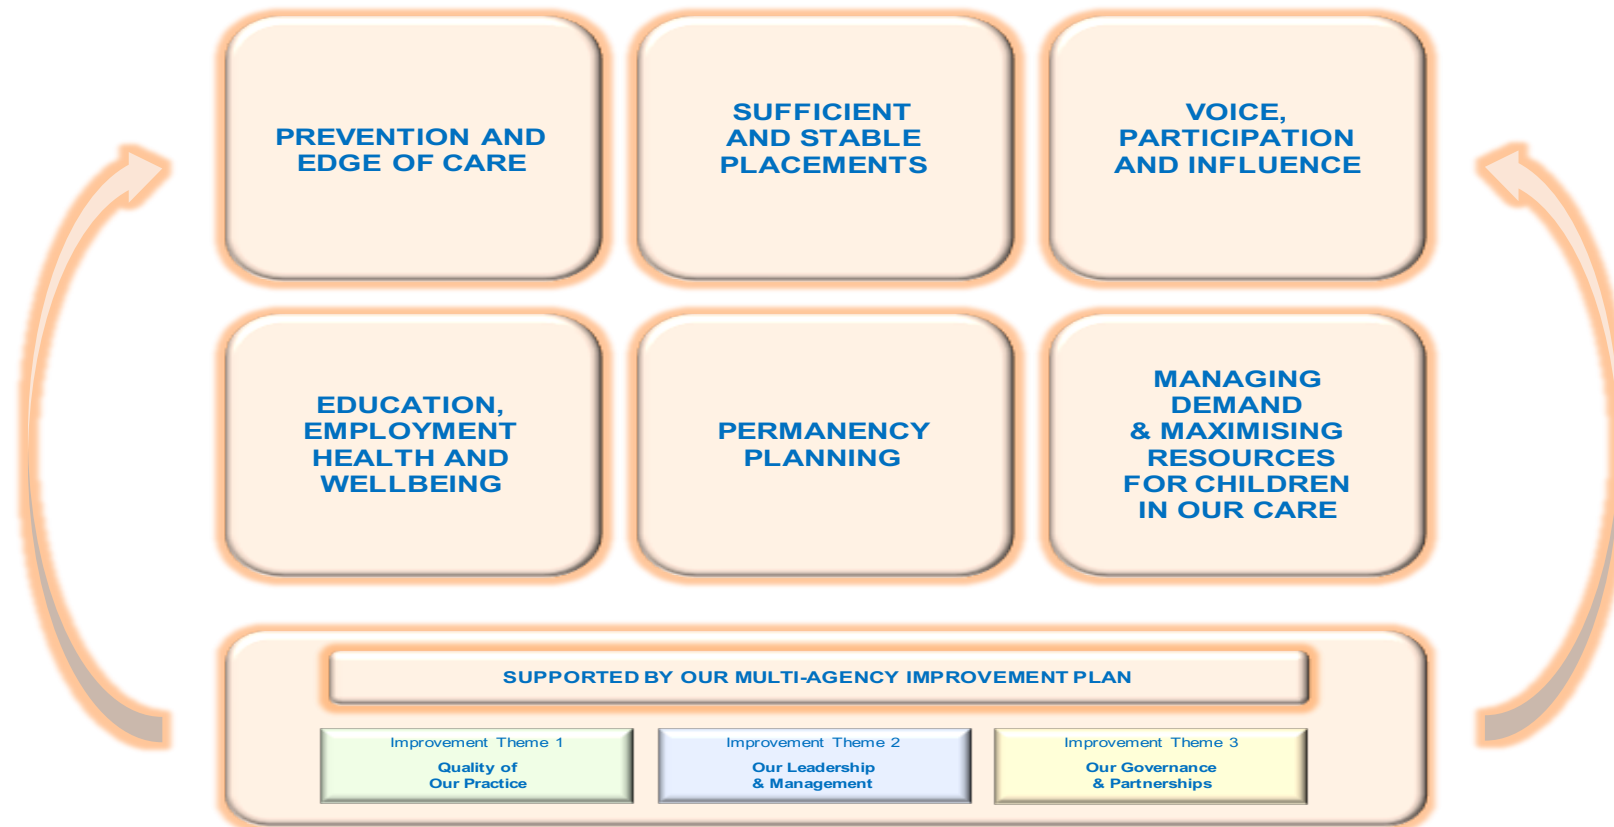 PREVENTION AND
EDGE OF CARE
SUFFICIENT
AND STABLE
PLACEMENTS
VOICE,
PARTICIPATION
AND INFLUENCE
EDUCATION,
EMPLOYMENT
HEALTH AND
WELLBEING
PERMANENCY
PLANNING
MANAGING
DEMAND
& MAXIMISING
RESOURCES
FOR CHILDREN
IN OUR CARE
SUPPORTED BY OUR MULTI-AGENCY IMPROVEMENT PLAN
Improvement Theme 1
Quality of
Our Practice
Improvement Theme 2
Our Leadership
& Management
Improvement Theme 3
Our Governance
& Partnerships